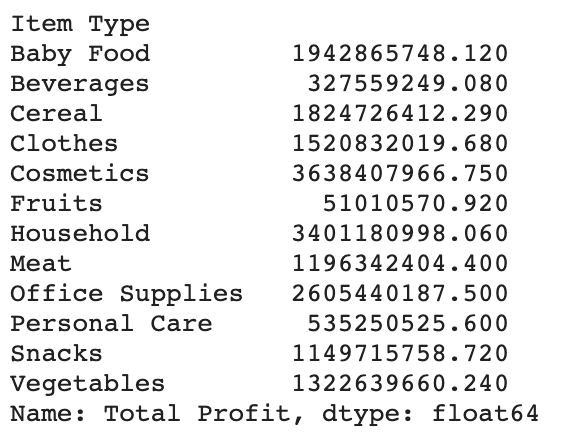 Item Type
Baby Food          1942865748.120
Beverages           327559249.080
Cereal             1824726412.290
Clothes            1520832019.680
Cosmetics          3638407966.750
Fruits               51010570.920
Household          3401180998.060
Meat               1196342404.400
Office Supplies    2605440187.500
Personal Care       535250525.600
Snacks             1149715758.720
Vegetables         1322639660.240
Name: Total Profit, dtype: float64